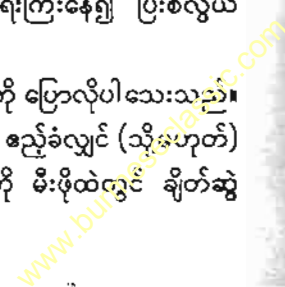 ရေးကြီးနေ၍ ပြီးစလွယ်
ကို ပြောလိုပါသေးသည်။
ဧည့်ခံလျှင် (သို့မဟုတ်)
ကို မီးဖိုထဲတွင် ချိတ်ဆွဲ
www.burmeseclassic.com